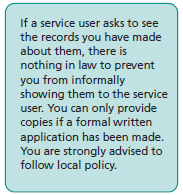 If a service user asks to see
the records you have made
about them, there is
nothing in law to prevent
you from informally
showing them to the service
user. You can only provide
copies if a formal written
application has been made.
You are strongly advised to
follow local policy.